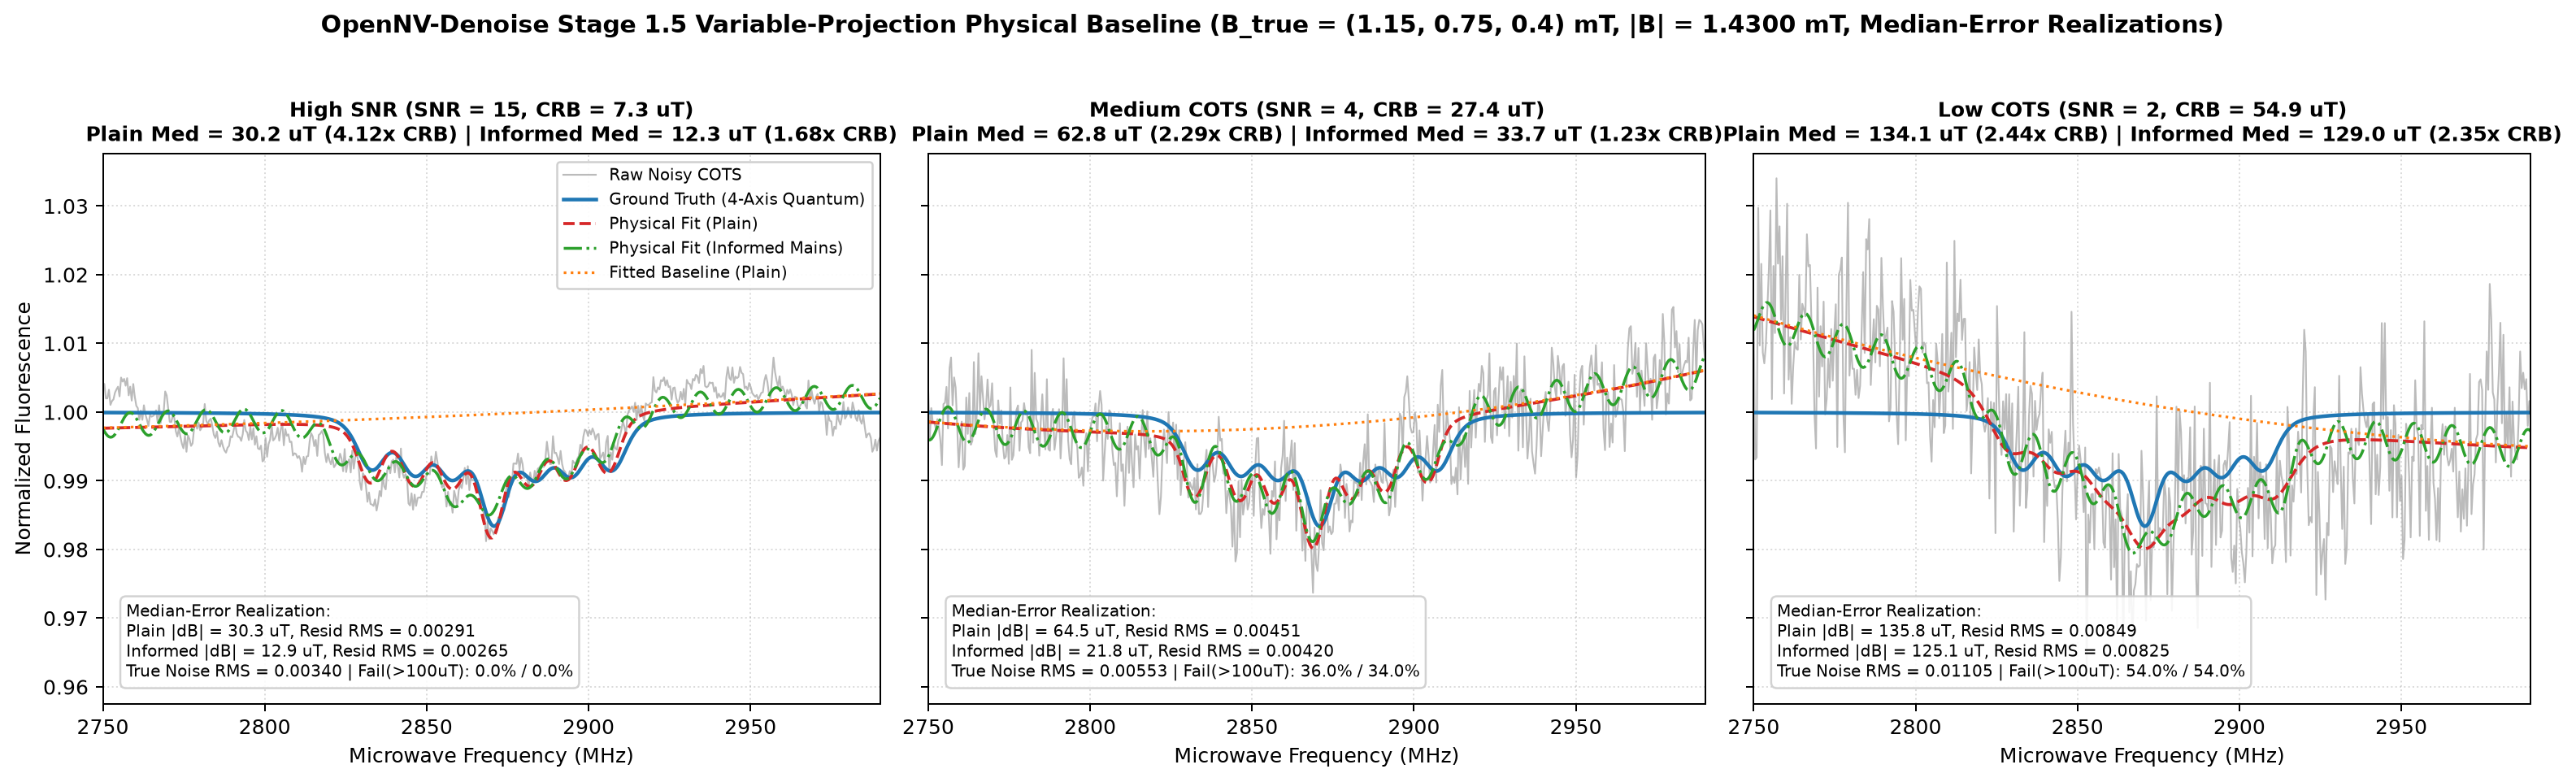 OpenNV-Denoise Stage 1.5 Variable-Projection Physical Baseline (B_true = (1.15, 0.75, 0.4) mT, |B| = 1.4300 mT, Median-Error Realizations)
High SNR (SNR = 15, CRB = 7.3 uT)
Plain Med = 30.2 uT (4.12x CRB) | Informed Med = 12.3 uT (1.68x CRB)
Medium COTS (SNR = 4, CRB = 27.4 uT)
Plain Med = 62.8 uT (2.29x CRB) | Informed Med = 33.7 uT (1.23x CRB)
Low COTS (SNR = 2, CRB = 54.9 uT)
Plain Med = 134.1 uT (2.44x CRB) | Informed Med = 129.0 uT (2.35x CRB)
Normalized Fluorescence
1.03
1.02
1.01
1.00
0.99
0.98
0.97
0.96
Raw Noisy COTS
Ground Truth (4-Axis Quantum)
Physical Fit (Plain)
Physical Fit (Informed Mains)
Fitted Baseline (Plain)
Median-Error Realization:
Plain |dB| = 30.3 uT, Resid RMS = 0.00291
Informed |dB| = 12.9 uT, Resid RMS = 0.00265
True Noise RMS = 0.00340 | Fail(>100uT): 0.0% / 0.0%
2750 2800 2850 2900 2950
Microwave Frequency (MHz)
Median-Error Realization:
Plain |dB| = 64.5 uT, Resid RMS = 0.00451
Informed |dB| = 21.8 uT, Resid RMS = 0.00420
True Noise RMS = 0.00553 | Fail(>100uT): 36.0% / 34.0%
2750 2800 2850 2900 2950
Microwave Frequency (MHz)
Median-Error Realization:
Plain |dB| = 135.8 uT, Resid RMS = 0.00849
Informed |dB| = 125.1 uT, Resid RMS = 0.00825
True Noise RMS = 0.01105 | Fail(>100uT): 54.0% / 54.0%
2750 2800 2850 2900 2950
Microwave Frequency (MHz)